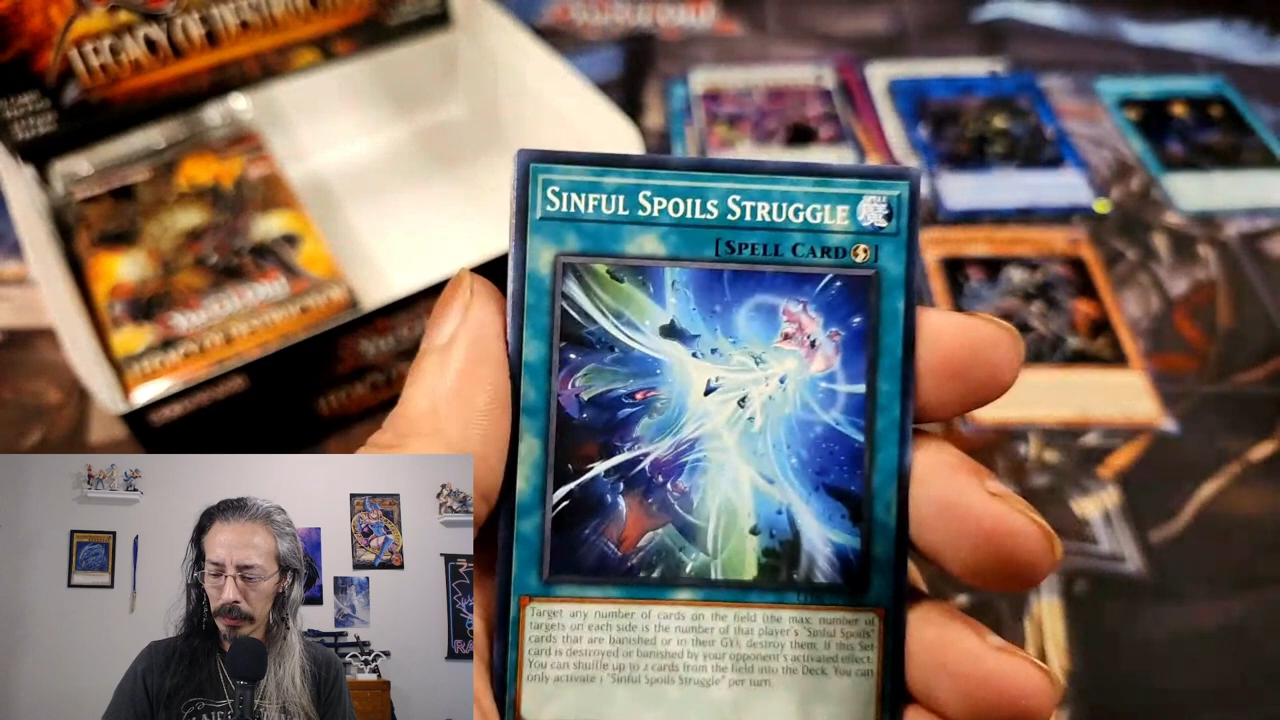 LEGACY OF DESTRUCTION
LEGACY OF DESTRUCTION
SINFUL SPOILS STRUGGLE
[SPELL CARD]
Target any number of cards on the field (the max. number of
targets on each side is the number of that player's "Sinful Spoils"
cards that are banished or in their GY); destroy them. If this Set
card is destroyed or banished by your opponent's activated effect:
You can shuffle up to 2 cards from the field into the Deck. You can
only activate 1 "Sinful Spoils Struggle" per turn.